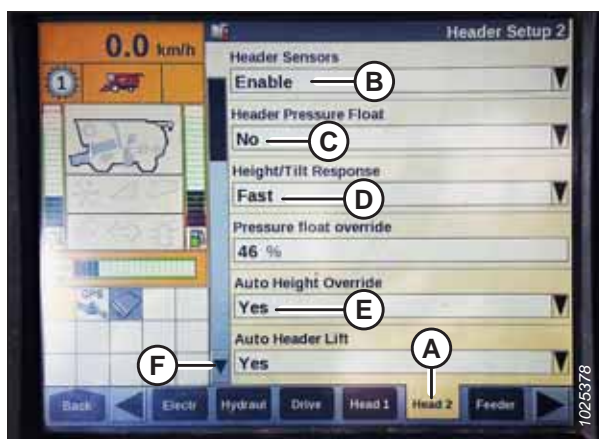 0.0 km/h
Header Setup 2
1
Header Sensors
Enable
B
Header Pressure Float
No
C
Height/Tilt Response
Fast
D
Pressure float override
46 %
Auto Height Override
Yes
E
Auto Header Lift
Yes
F
A
GPS
Back
Electr
Hydraul
Drive
Head 1
Head 2
Feeder
1025378